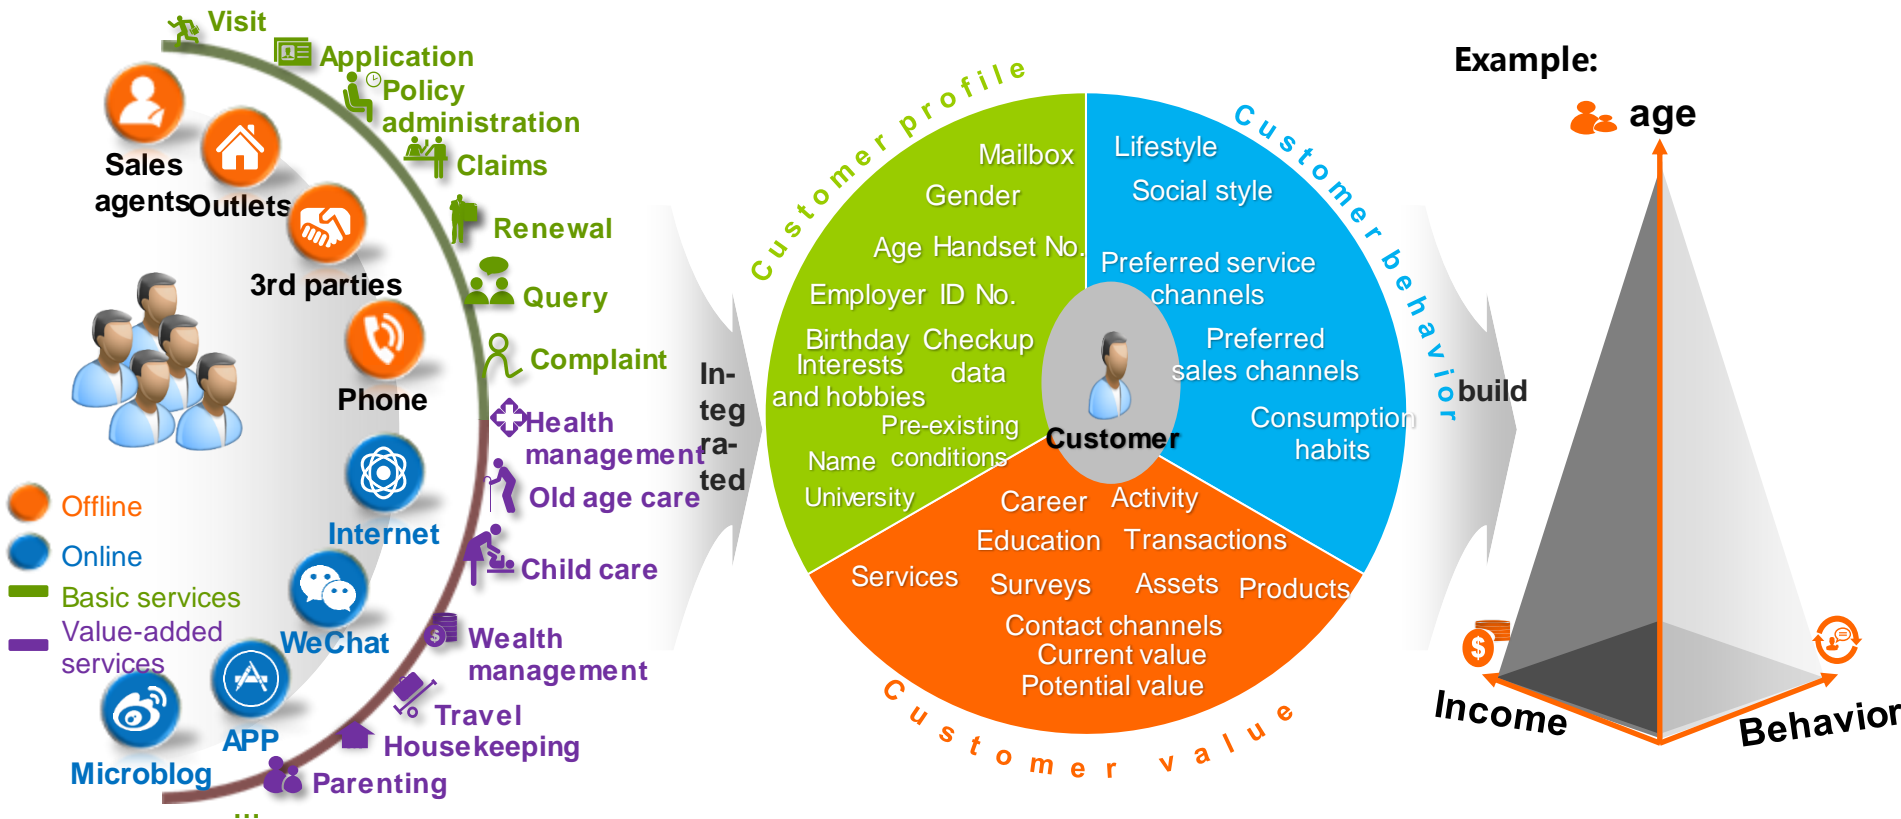 Visit
Application
Policy
administration
Claims
Renewal
Query
Complaint
Health
management
Old age care
Child care
Wealth
management
Travel
Housekeeping
Parenting
...
Sales
agents
Outlets
3rd parties
Phone
Internet
WeChat
APP
Microblog
Offline
Online
Basic services
Value-added
services
In-
teg
ra-
ted
Customer profile
Mailbox
Gender
Age
Handset No.
Employer
ID No.
Birthday
Checkup
data
Interests
and hobbies
Pre-existing
conditions
Name
University
Customer behavior
Lifestyle
Social style
Preferred service
channels
Preferred
sales channels
Consumption
habits
Customer
Career
Activity
Education
Transactions
Services
Surveys
Assets
Products
Contact channels
Current value
Potential value
Customer value
build
Example:
age
Income
Behavior